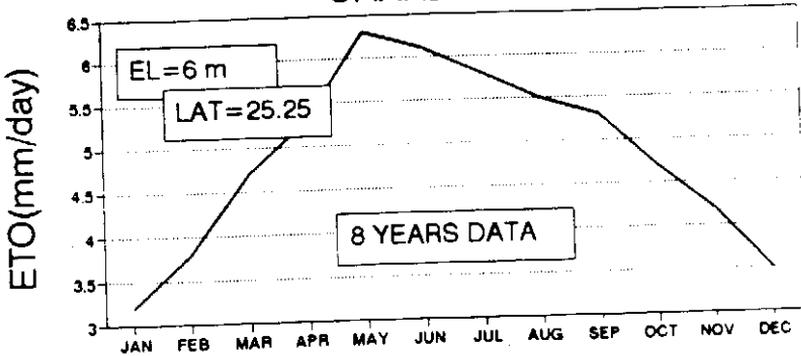 6.5
6
5.5
5
4.5
4
3.5
3
ETO(mm/day)
EL=6 m
LAT=25.25
8 YEARS DATA
JAN FEB MAR APR MAY JUN JUL AUG SEP OCT NOV DEC